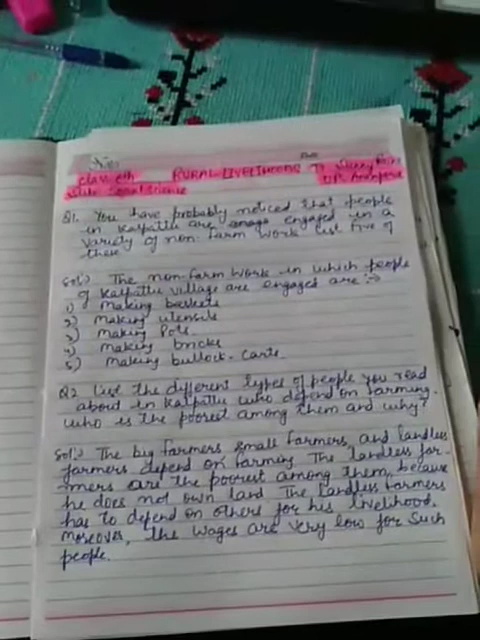 Class 6th RURAL LIVELIHOODS
Sub: Social Science
Q1. You have probably noticed that people
in Kalpattu are engaged in a
variety of non-farm work list five of
these
Sol:) The non-farm work in which people
of Kalpattu village are engaged are :->
1) Making baskets
2) Making utensils
3) Making Pots
4) Making bricks
5) Making bullock-carts
Q2 List the different types of people you read
about in Kalpattu who depend on farming.
who is the poorest among them and why?
Sol:) The big farmers small farmers, and landless
farmers depend on farming The landless far-
mers are the poorest among them, because
he does not own land The landless farmers
has to depend on others for his livelihood.
Moreover, the wages are very low for such
people.